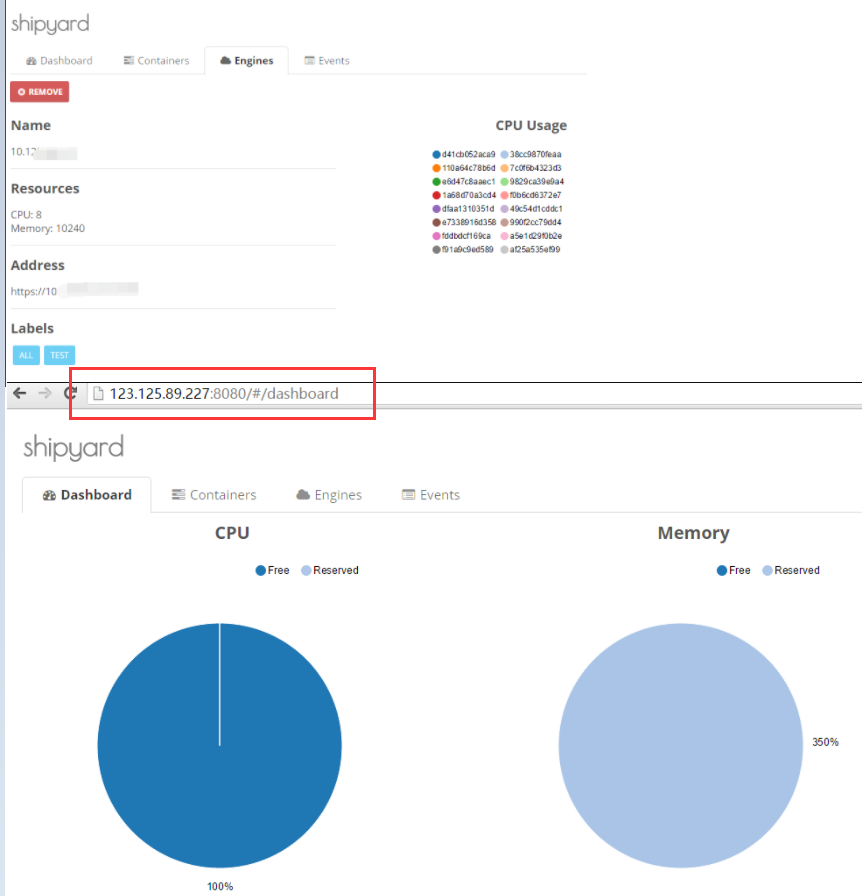 shipyard
Dashboard Containers Engines Events
REMOVE
Name
CPU Usage
10.12
d41cb052aca9 38cc9870feaa
110a64c78b6d 7c0f6b4323d3
e6d47c8aaec1 9829ca39e9a4
1a68d70a3cd4 f0b6cd6372e7
dfaa1310351d 49c54d1cddc1
e7338916d358 990f2cc79dd4
fddbdcf169ca a5e1d29f0b2e
f91a9c9ed589 af25a535ef99
Resources
CPU: 8
Memory: 10240
Address
https://10
Labels
ALL TEST
123.125.89.227:8080/#/dashboard
shipyard
Dashboard Containers Engines Events
CPU Memory
Free Reserved Free Reserved
350%
100%